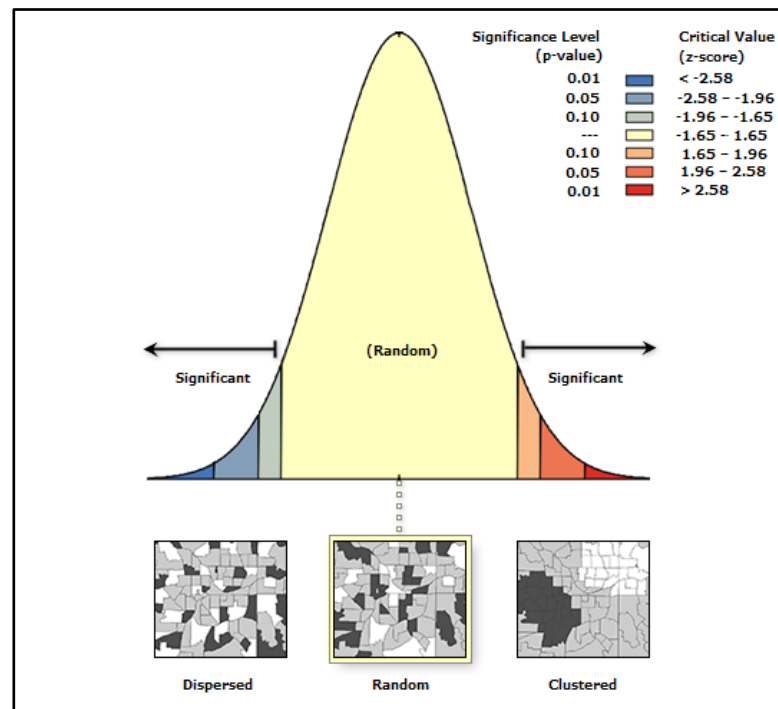 Significance Level Critical Value
(p-value) (z-score)
0.01 < -2.58
0.05 -2.58 – -1.96
0.10 -1.96 – -1.65
--- -1.65 – 1.65
0.10 1.65 – 1.96
0.05 1.96 – 2.58
0.01 > 2.58
(Random)
Significant Significant
Dispersed Random Clustered